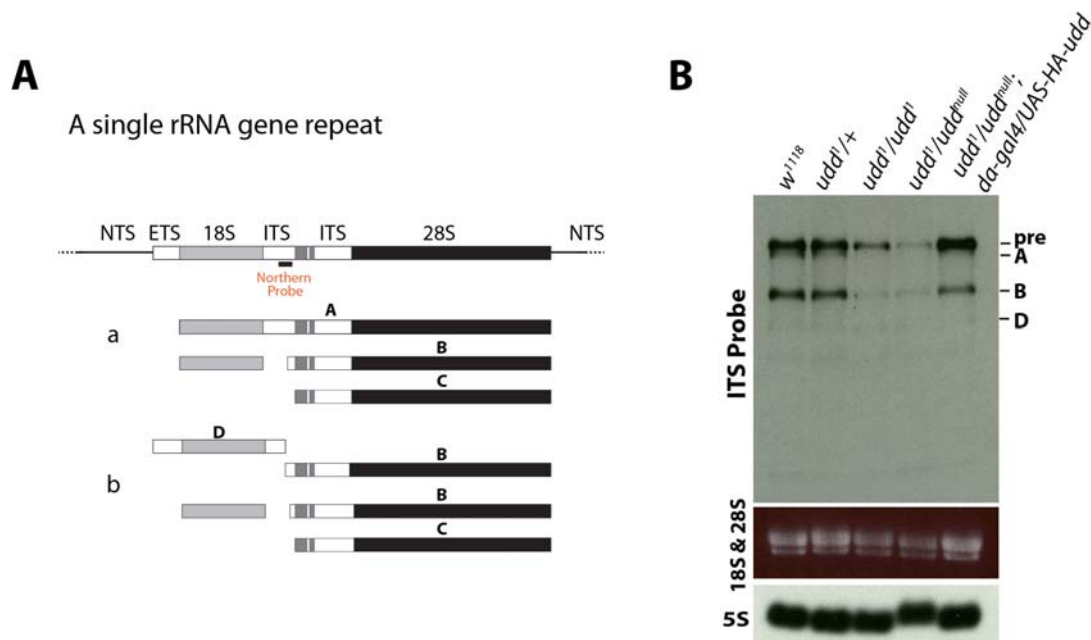 A
A single rRNA gene repeat
NTS ETS 18S ITS ITS 28S NTS
Northern
Probe
a
A
B
C
b
D
B
B
C
B
w¹¹¹⁸
udd¹/+
udd¹/udd¹
udd¹/uddⁿᵘˡˡ
udd¹/uddⁿᵘˡˡ;
da-gal4/UAS-HA-udd
ITS Probe
pre
A
B
D
18S & 28S
5S